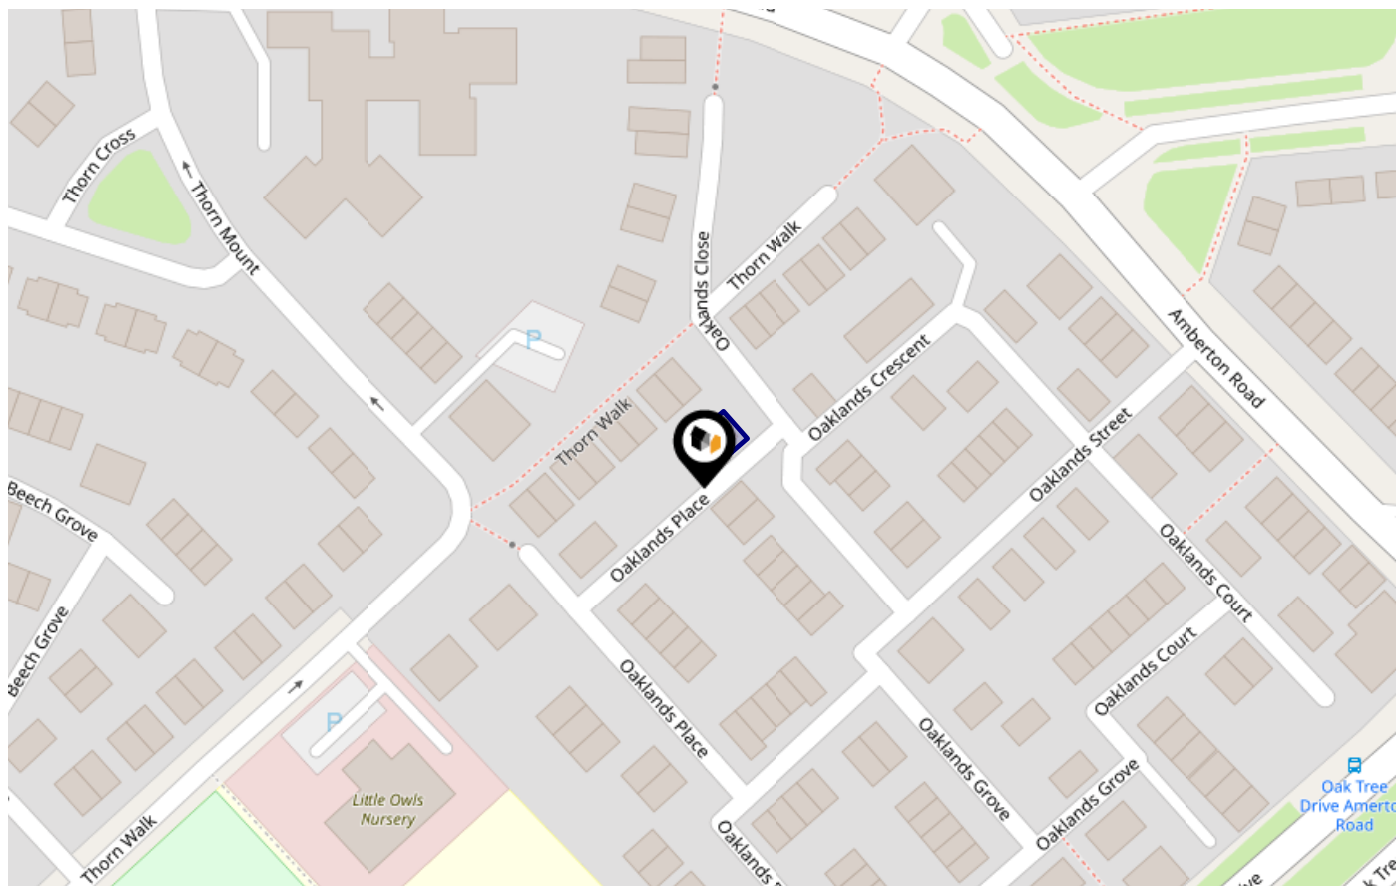 Thorn Cross
Thorn Mount
Oaklands Close
Thorn Walk
P
Oaklands Crescent
Amberton Road
Thorn Walk
Oaklands Street
Beech Grove
Oaklands Place
Oaklands Court
Beech Grove
Oaklands Court
Oaklands Place
P
Oaklands Grove
Oaklands Grove
Little Owls
Nursery
Oak Tree
Drive Amerto
Road
Thorn Walk
Oaklands